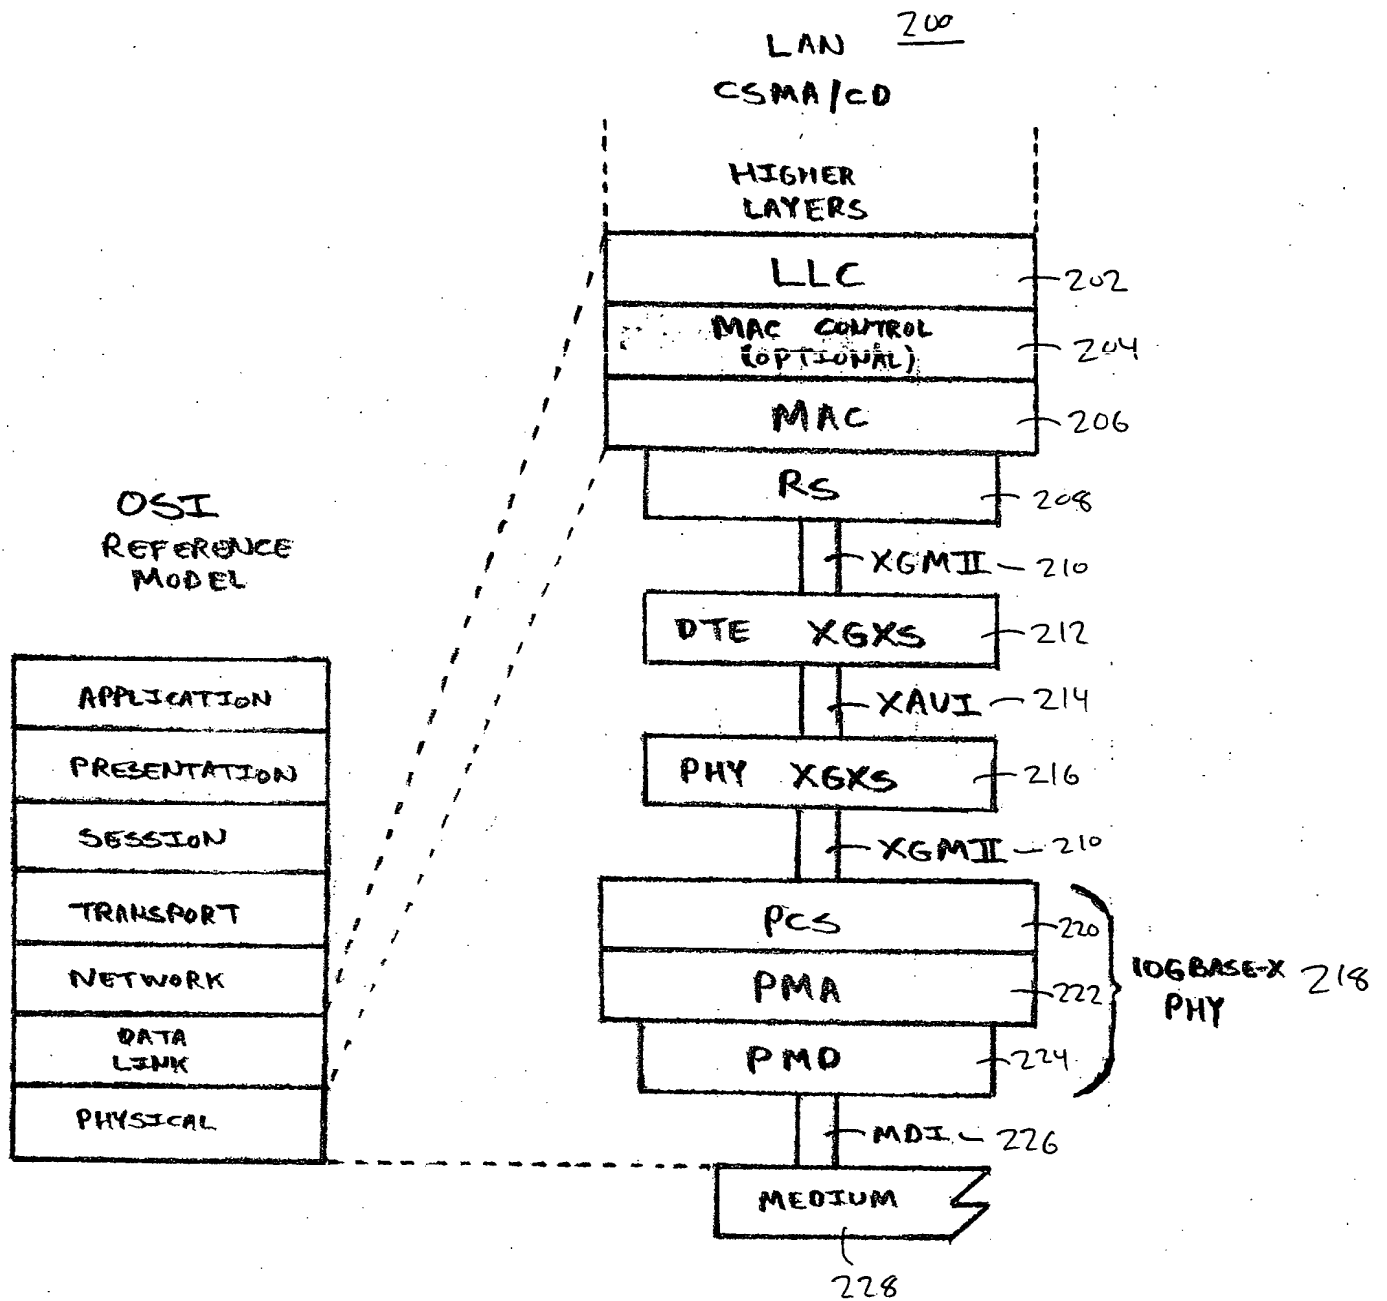 200
LAN
CSMA/CD
HIGHER
LAYERS
LLC
202
MAC CONTROL
(OPTIONAL)
204
MAC
206
RS
208
XGMII
210
DTE XGXS
212
XAUI
214
PHY XGXS
216
XGMII
210
PCS
220
PMA
222
PMD
224
10GBASE-X
PHY
218
MDI
226
MEDIUM
228
OSI
REFERENCE
MODEL
APPLICATION
PRESENTATION
SESSION
TRANSPORT
NETWORK
DATA
LINK
PHYSICAL